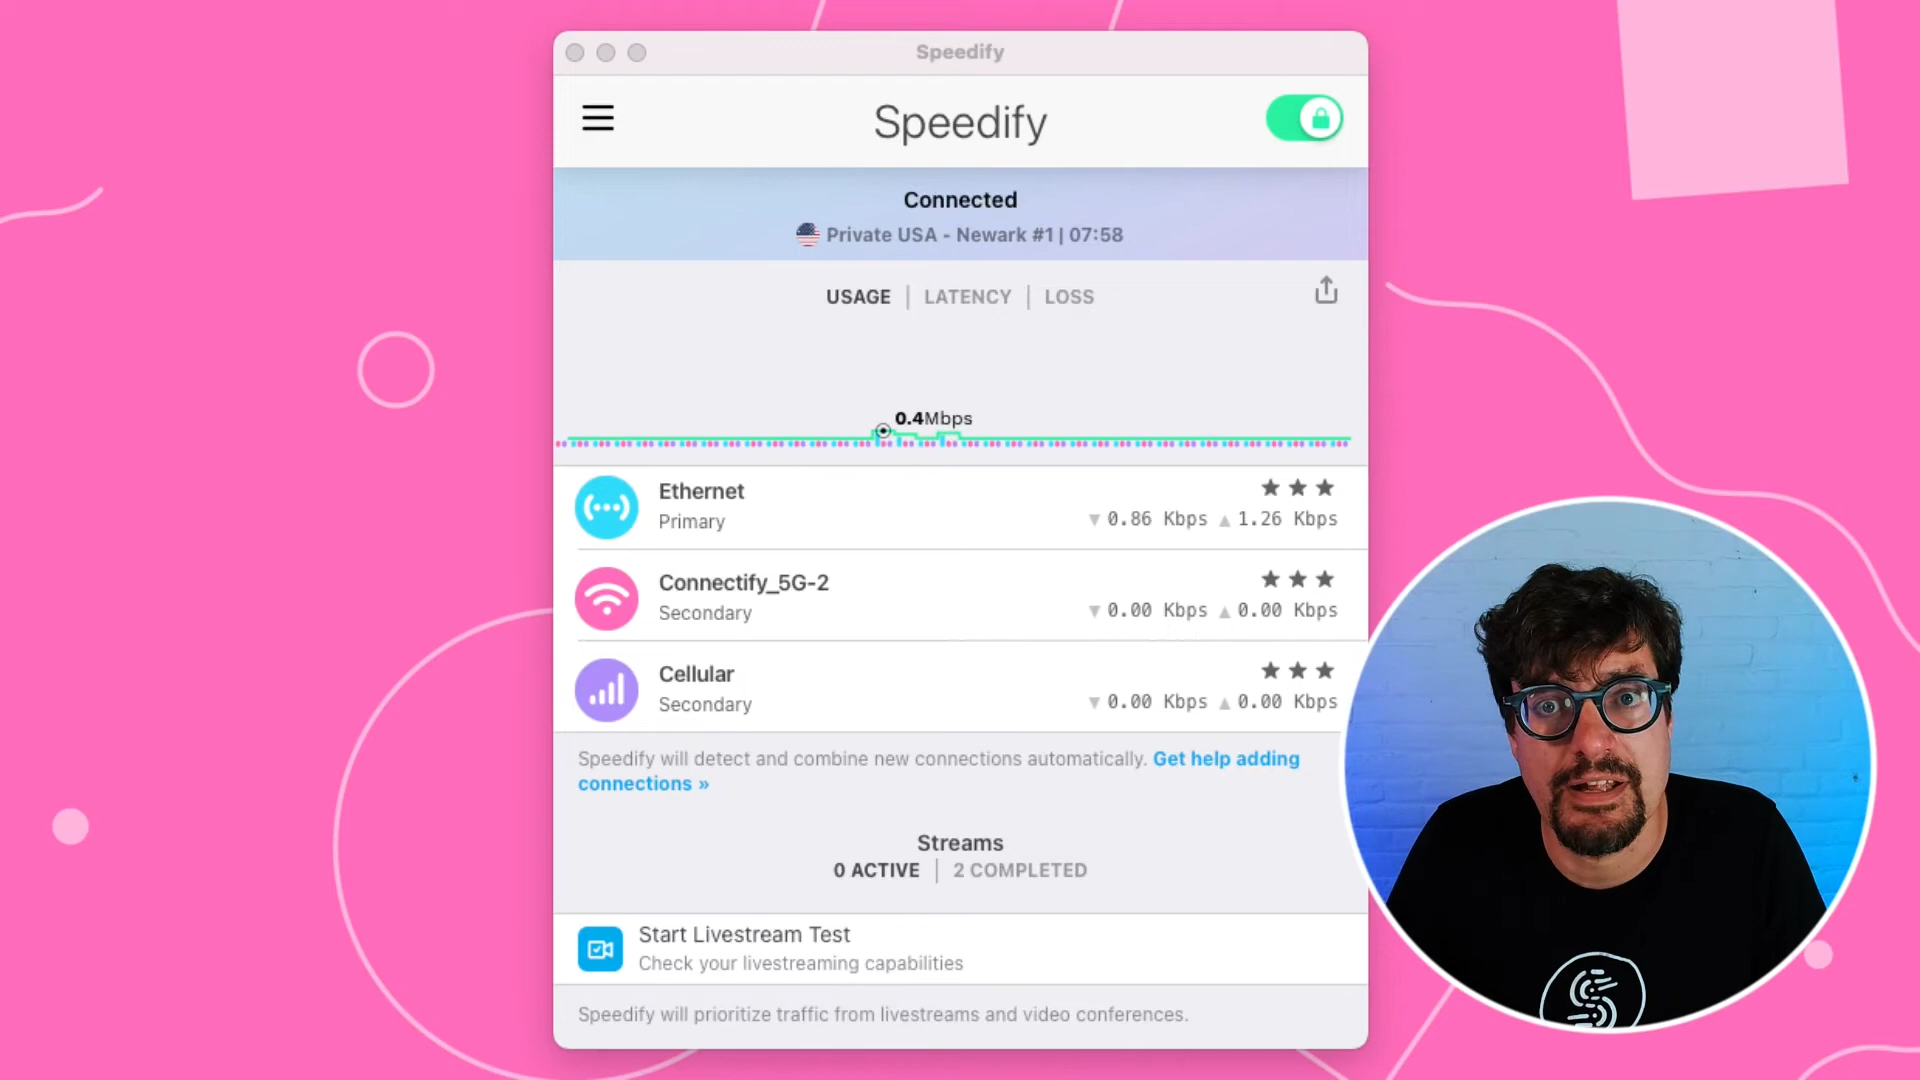 Speedify
Speedify
Connected
Private USA - Newark #1 | 07:58
USAGE | LATENCY | LOSS
0.4Mbps
Ethernet
Primary
▼ 0.86 Kbps ▲ 1.26 Kbps
Connectify_5G-2
Secondary
▼ 0.00 Kbps ▲ 0.00 Kbps
Cellular
Secondary
▼ 0.00 Kbps ▲ 0.00 Kbps
Speedify will detect and combine new connections automatically. Get help adding
connections »
Streams
0 ACTIVE | 2 COMPLETED
Start Livestream Test
Check your livestreaming capabilities
Speedify will prioritize traffic from livestreams and video conferences.